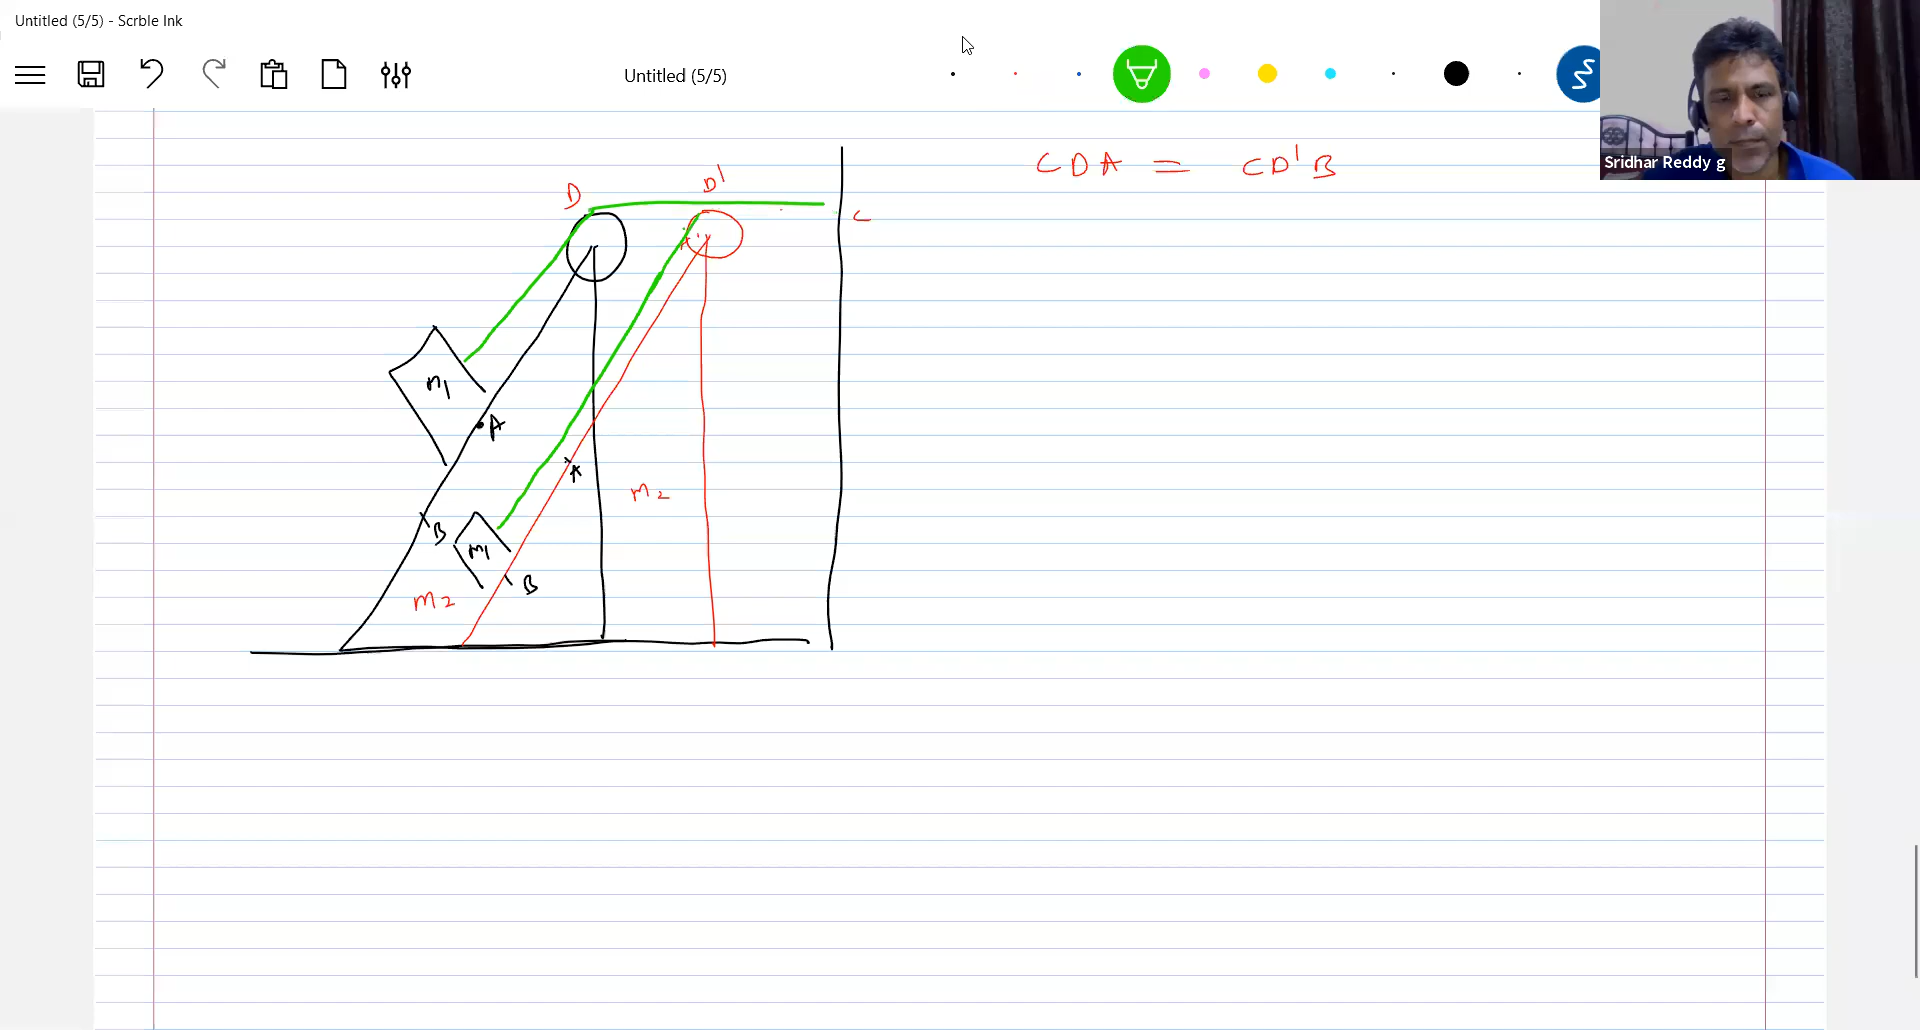 Untitled (5/5) - Scrble Ink
Untitled (5/5)
Sridhar Reddy g
CDA = CD'B
D
D'
C
m1
A
A
m2
B
m1
B
m2